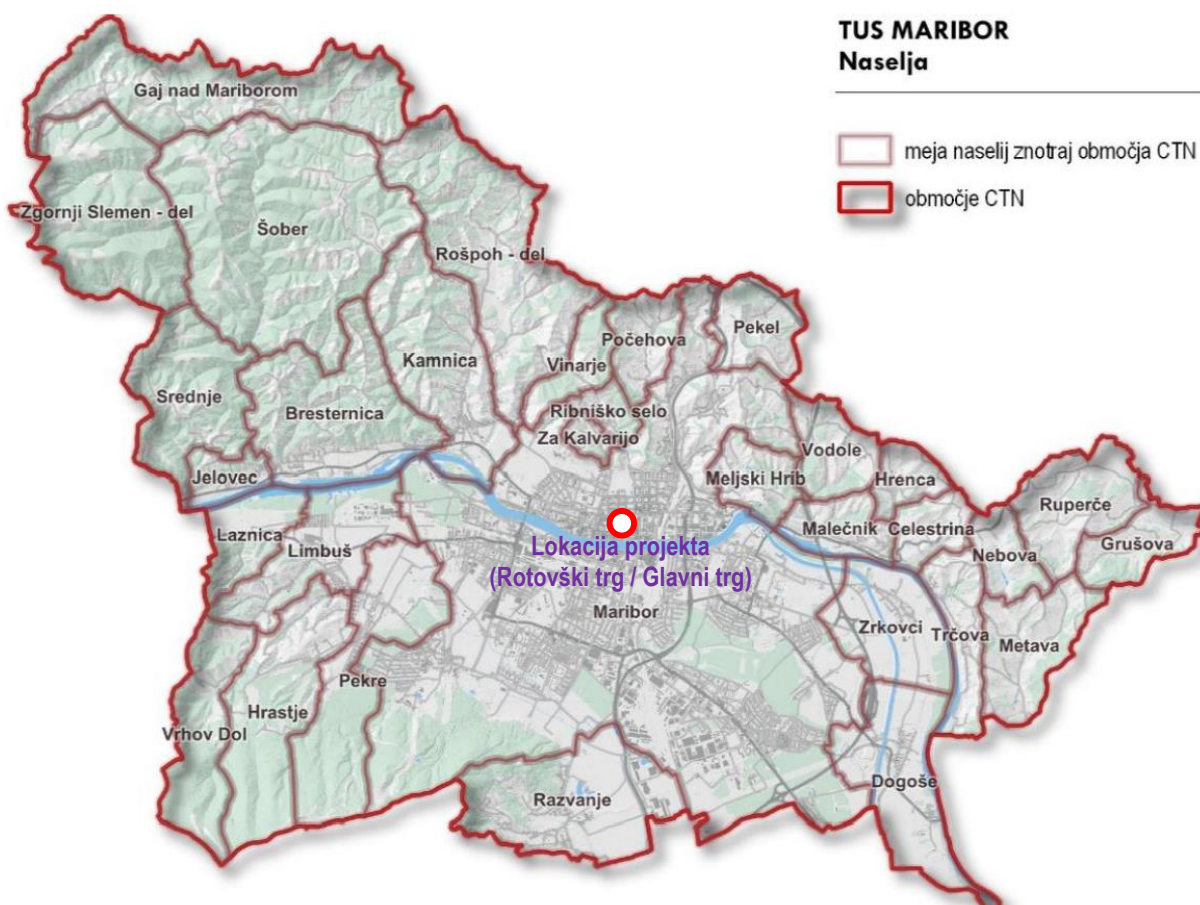 TUS MARIBOR
Naselja
meja naselij znotraj območja CTN
območje CTN
Gaj nad Mariborom
Zgornji Slemen - del
Šober
Rošpoh - del
Pekel
Počehova
Vinarje
Kamnica
Srednje
Bresternica
Ribniško selo
Za Kalvarijo
Vodole
Meljski Hrib
Hrenca
Jelovec
Ruperče
Malečnik
Celestrina
Laznica
Limbuš
Nebova
Grušova
Lokacija projekta
(Rotovški trg / Glavni trg)
Maribor
Zrkovci
Trčova
Metava
Pekre
Hrastje
Vrhov Dol
Dogoše
Razvanje